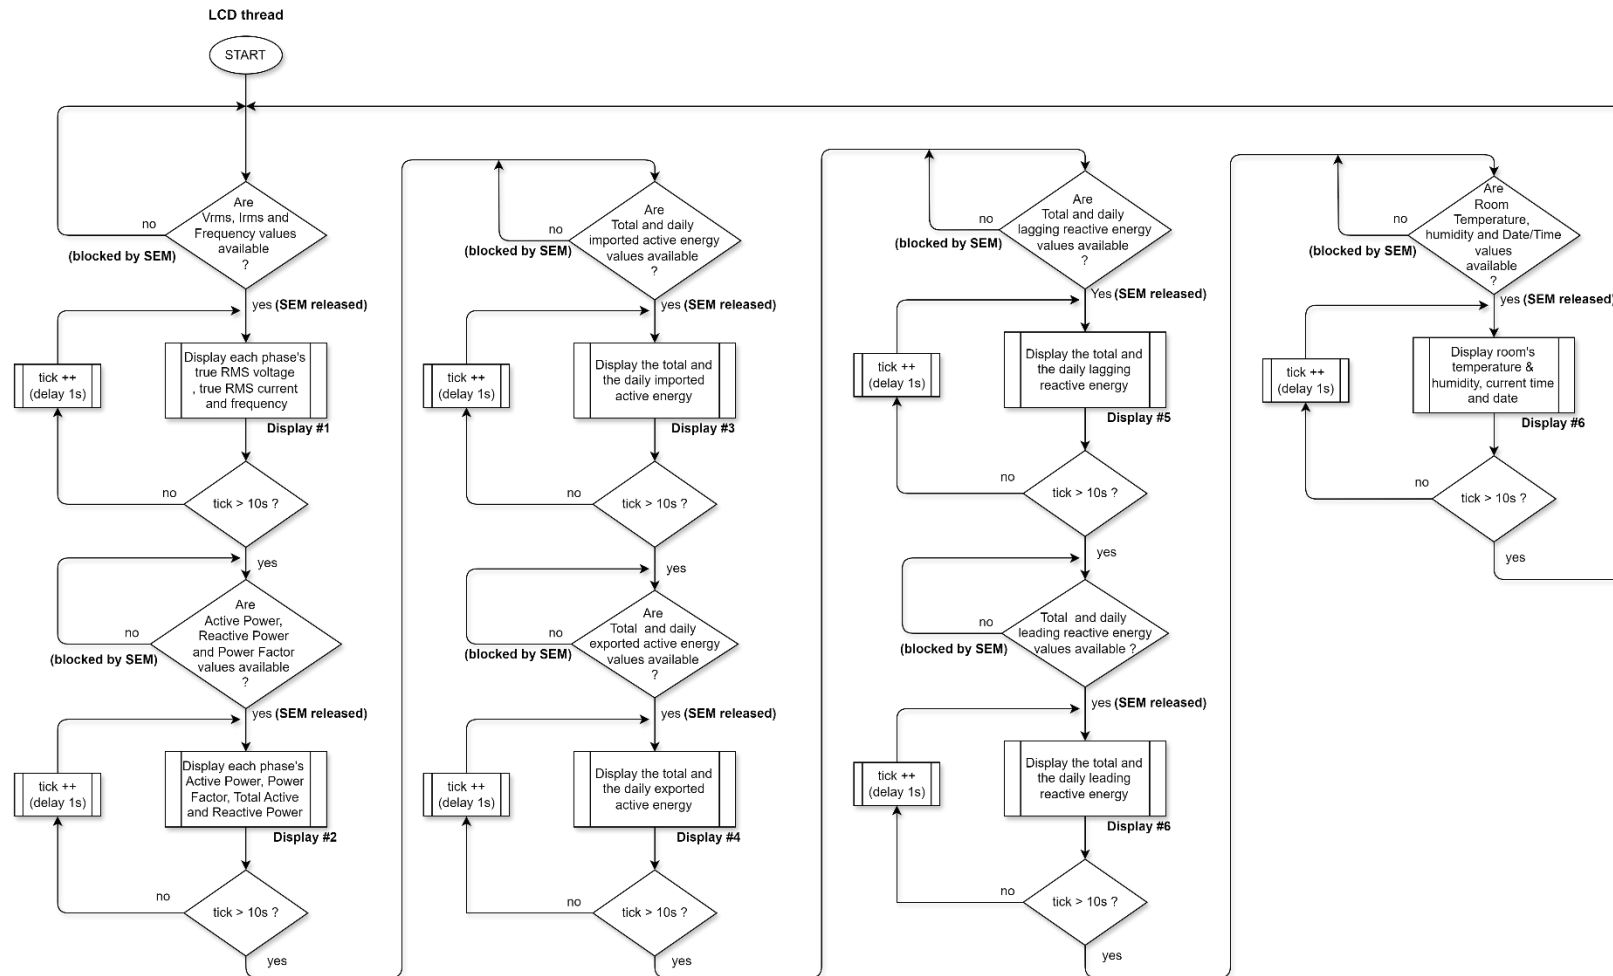 LCD thread
START
Are
Vrms, Irms and
Frequency values
available
?
no
(blocked by SEM)
yes (SEM released)
tick ++
(delay 1s)
Display each phase's
true RMS voltage
, true RMS current
and frequency
Display #1
no
tick > 10s ?
yes
Are
Active Power,
Reactive Power
and Power Factor
values available
?
no
(blocked by SEM)
yes (SEM released)
tick ++
(delay 1s)
Display each phase's
Active Power, Power
Factor, Total Active
and Reactive Power
Display #2
no
tick > 10s ?
yes
Are
Total and daily
imported active energy
values available
?
no
(blocked by SEM)
yes (SEM released)
tick ++
(delay 1s)
Display the total and
the daily imported
active energy
Display #3
no
tick > 10s ?
yes
Are
Total and daily
exported active energy
values available
?
no
(blocked by SEM)
yes (SEM released)
tick ++
(delay 1s)
Display the total and
the daily exported
active energy
Display #4
no
tick > 10s ?
yes
Are
Total and daily
lagging reactive energy
values available
?
no
(blocked by SEM)
Yes (SEM released)
tick ++
(delay 1s)
Display the total and
the daily lagging
reactive energy
Display #5
no
tick > 10s ?
yes
Total and daily
leading reactive energy
values available ?
no
(blocked by SEM)
yes (SEM released)
tick ++
(delay 1s)
Display the total and
the daily leading
reactive energy
Display #6
no
tick > 10s ?
yes
Are
Room
Temperature,
humidity and Date/Time
values
available
?
no
(blocked by SEM)
yes (SEM released)
tick ++
(delay 1s)
Display room's
temperature &
humidity, current time
and date
Display #6
no
tick > 10s ?
yes